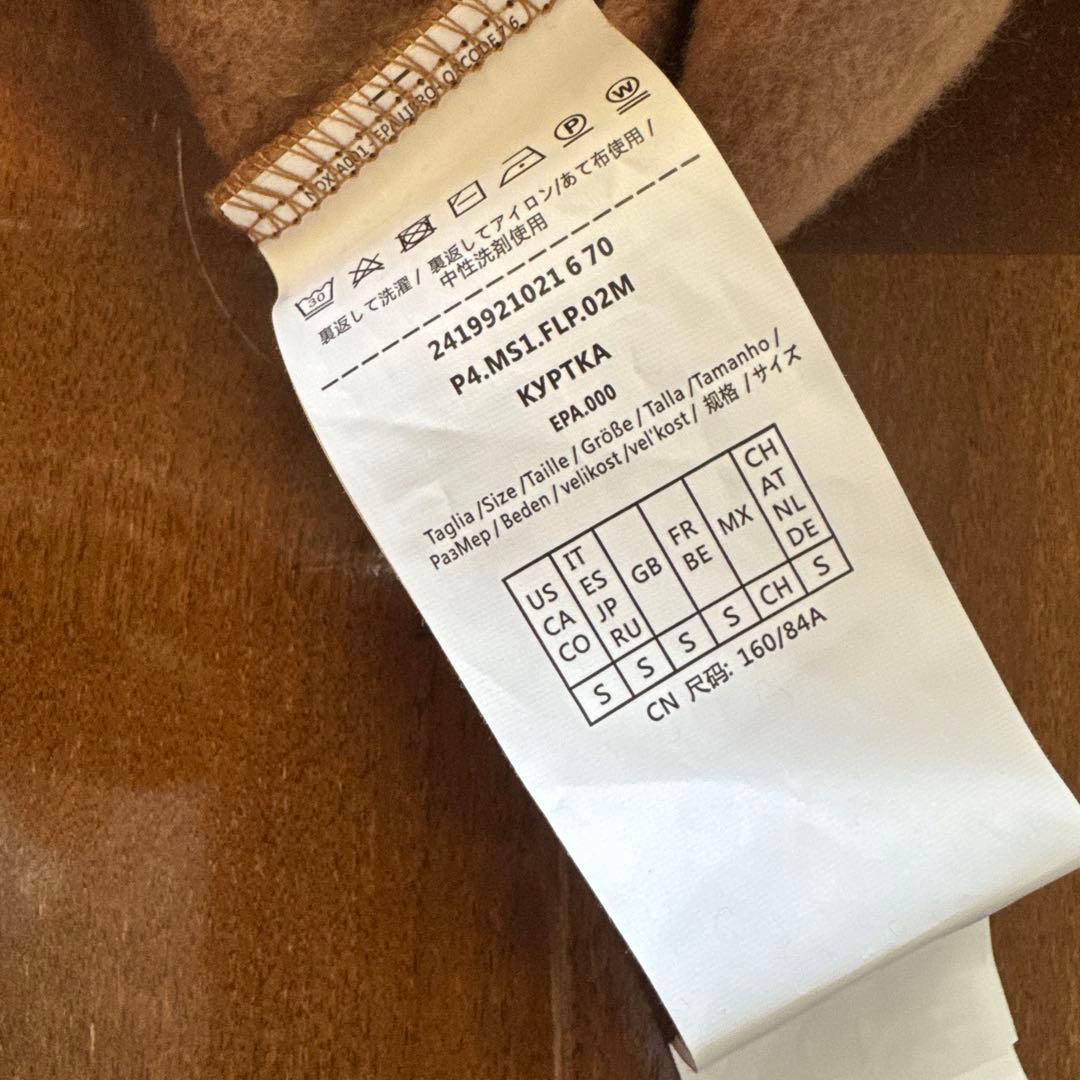 30
P
W
裏返して洗濯 / 裏返してアイロン/あて布使用 /
中性洗剤使用
2419921021 6 70
P4.MS1.FLP.02M
КУРТКА
EPA.000
Taglia /Size /Taille / Größe / Talla /Tamanho /
РазМер / Beden / velikost /vel'kost / 规格 / サイズ
US CA CO
IT ES JP RU
GB
FR BE
MX
CH AT NL DE
S S S S CH S
CN 尺码: 160/84A